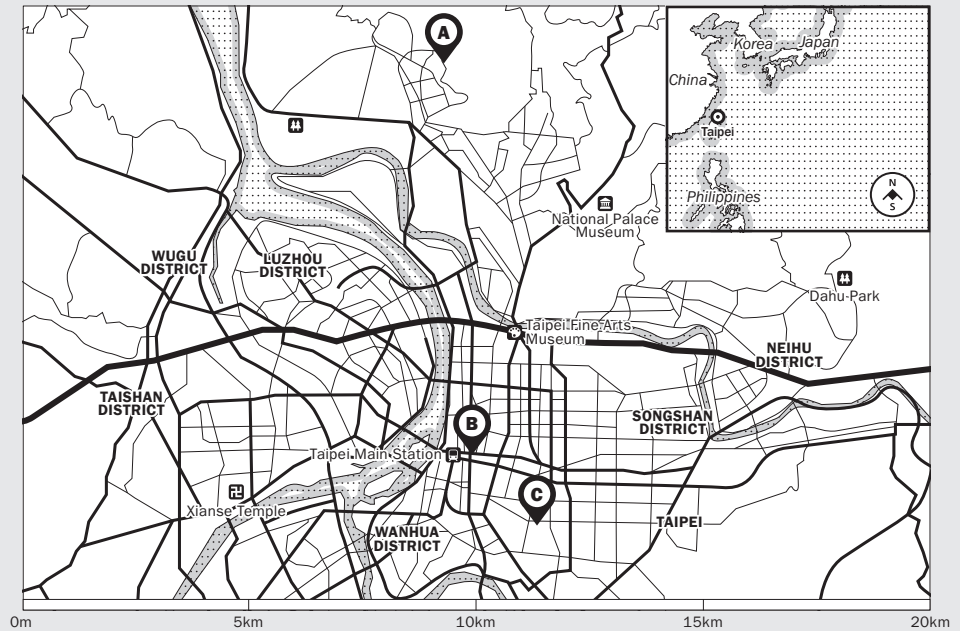 A
Korea
Japan
China
Taipei
Philippines
N
S
National Palace
Museum
WUGU
DISTRICT
LUZHOU
DISTRICT
Dahu Park
Taipei Fine Arts
Museum
NEIHU
DISTRICT
TAISHAN
DISTRICT
B
SONGSHAN
DISTRICT
Taipei Main Station
C
Xianse Temple
TAIPEI
WANHUA
DISTRICT
0m
5km
10km
15km
20km